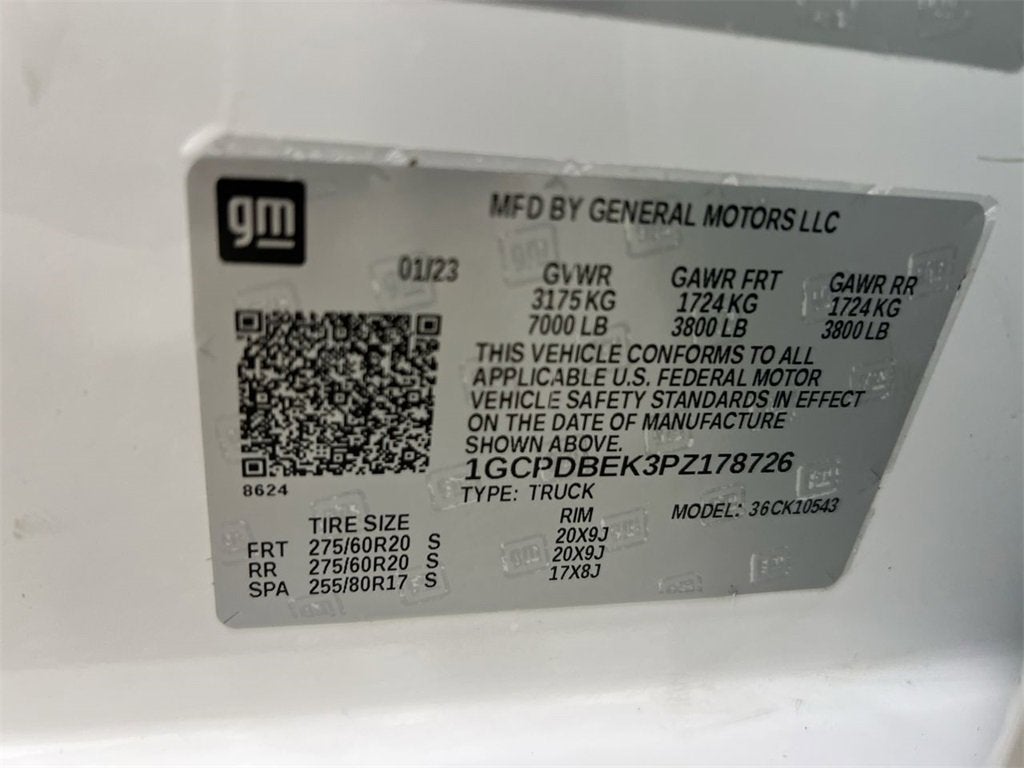 gm
MFD BY GENERAL MOTORS LLC
01/23 GVWR GAWR FRT GAWR RR
3175 KG 1724 KG 1724 KG
7000 LB 3800 LB 3800 LB
THIS VEHICLE CONFORMS TO ALL
APPLICABLE U.S. FEDERAL MOTOR
VEHICLE SAFETY STANDARDS IN EFFECT
ON THE DATE OF MANUFACTURE
SHOWN ABOVE.
1GCPDBEK3PZ178726
8624
TYPE: TRUCK MODEL: 36CK10543
TIRE SIZE RIM
FRT 275/60R20 S 20X9J
RR 275/60R20 S 20X9J
SPA 255/80R17 S 17X8J